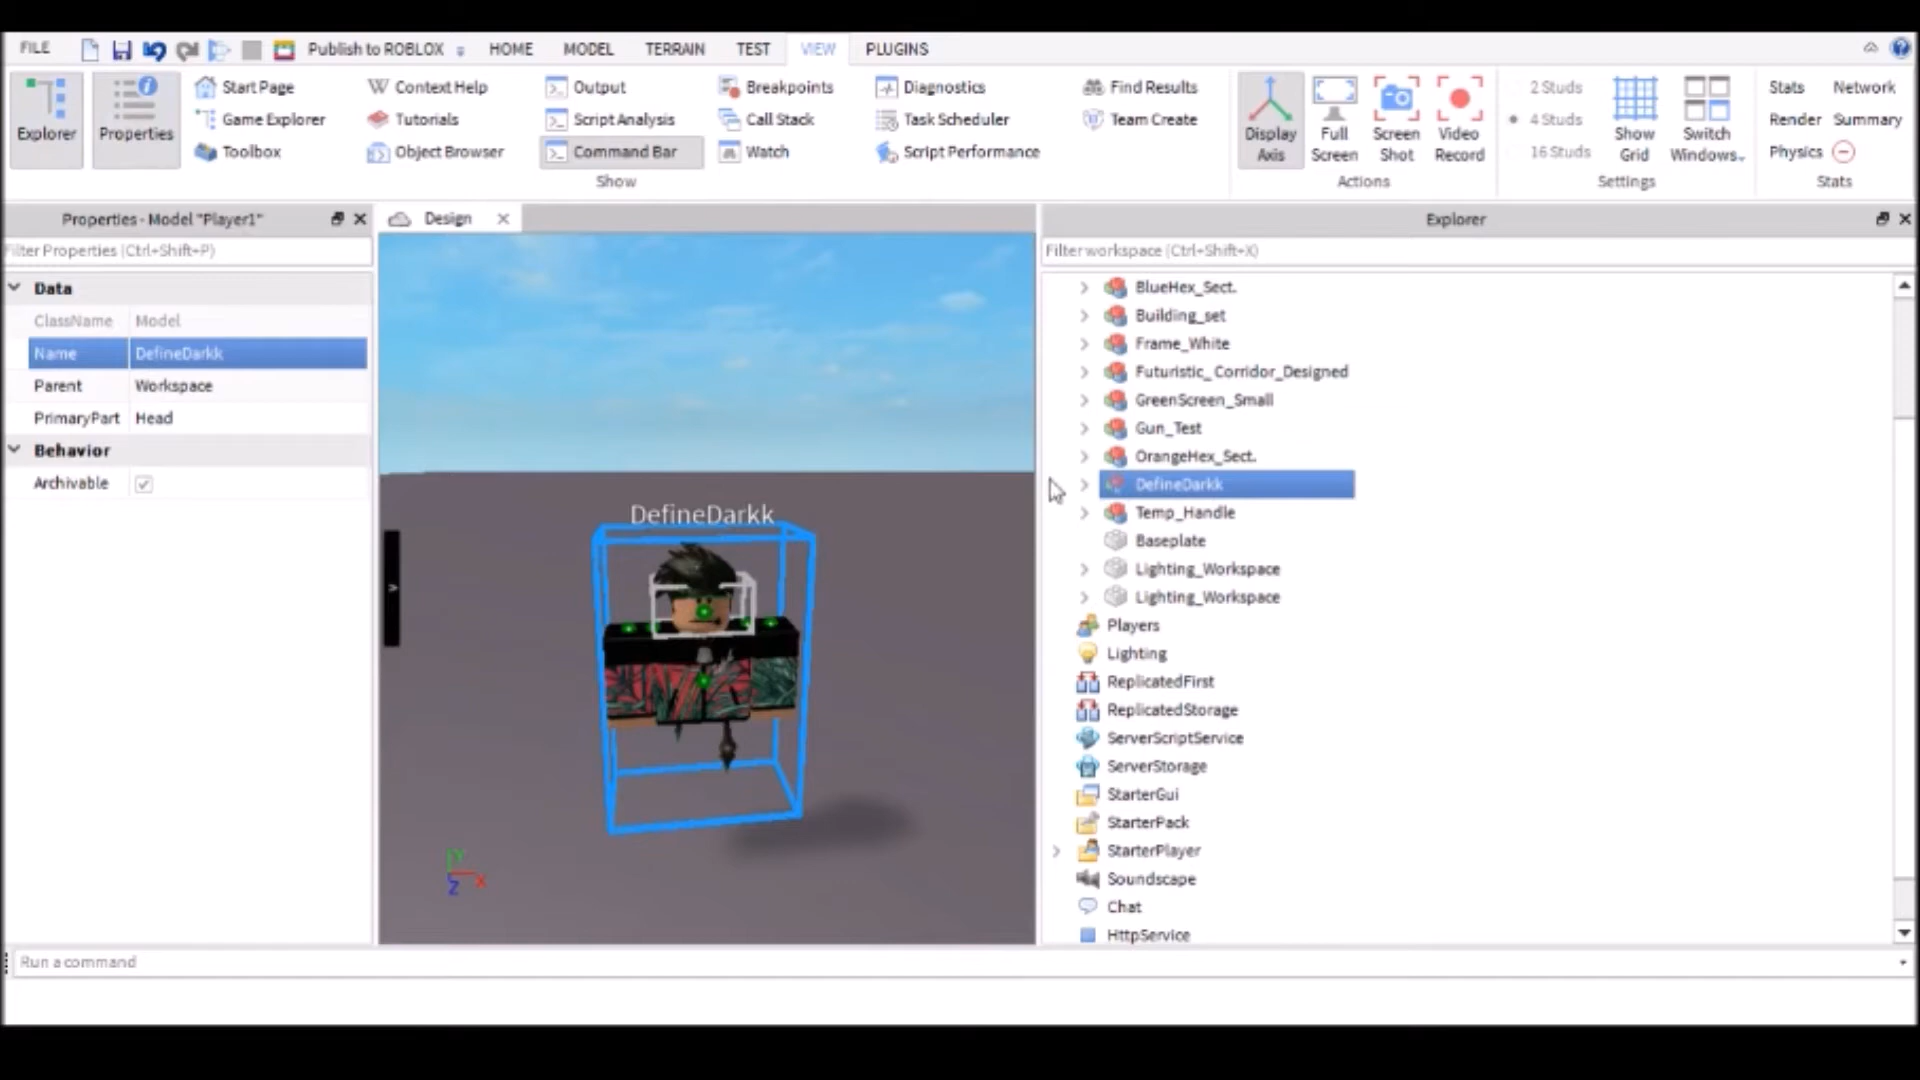 FILE Publish to ROBLOX HOME MODEL TERRAIN TEST VIEW PLUGINS
Explorer
Properties
Start Page
Game Explorer
Toolbox
Context Help
Tutorials
Object Browser
Output
Script Analysis
Command Bar
Breakpoints
Call Stack
Watch
Diagnostics
Task Scheduler
Script Performance
Find Results
Team Create
Show
Display
Axis
Full
Screen
Screen
Shot
Video
Record
Actions
2 Studs
4 Studs
16 Studs
Show
Grid
Switch
Windows
Settings
Stats Network
Render Summary
Physics
Stats
Properties - Model "Player1"
Filter Properties (Ctrl+Shift+P)
Data
ClassName Model
Name DefineDarkk
Parent Workspace
PrimaryPart Head
Behavior
Archivable
Design
DefineDarkk
Y
Z X
Explorer
Filter workspace (Ctrl+Shift+X)
BlueHex_Sect.
Building_set
Frame_White
Futuristic_ Corridor_Designed
GreenScreen_Small
Gun_Test
OrangeHex_Sect.
DefineDarkk
Temp_Handle
Baseplate
Lighting_Workspace
Lighting_Workspace
Players
Lighting
ReplicatedFirst
ReplicatedStorage
ServerScriptService
ServerStorage
StarterGui
StarterPack
StarterPlayer
Soundscape
Chat
HttpService
Run a command